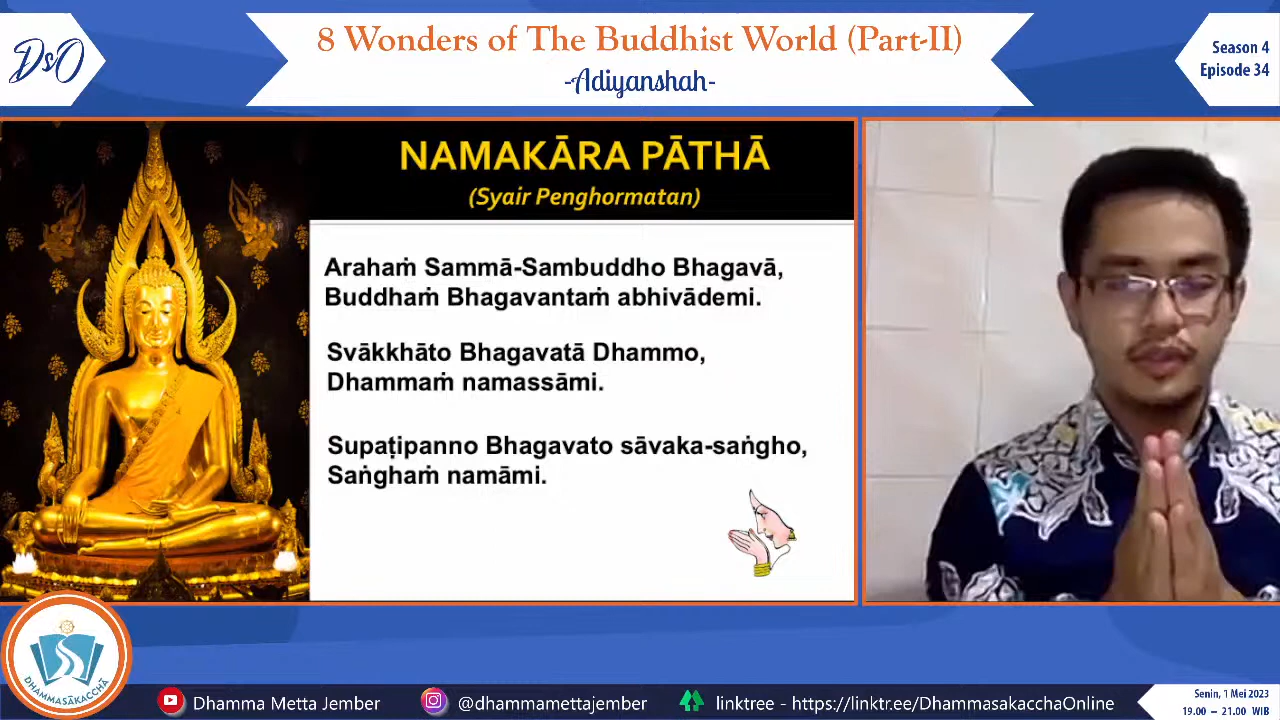 DsO
8 Wonders of The Buddhist World (Part-II)
-Adiyanshah-
Season 4
Episode 34
NAMAKĀRA PĀTHĀ
(Syair Penghormatan)
Arahaṁ Sammā-Sambuddho Bhagavā,
Buddhaṁ Bhagavantaṁ abhivādemi.
Svākkhāto Bhagavatā Dhammo,
Dhammaṁ namassāmi.
Supaṭipanno Bhagavato sāvaka-saṅgho,
Saṅghaṁ namāmi.
DHAMMASĀKACCHĀ
Dhamma Metta Jember
@dhammamettajember
linktree - https://linktr.ee/DhammasakacchaOnline
Senin, 1 Mei 2023
19.00 – 21.00 WIB